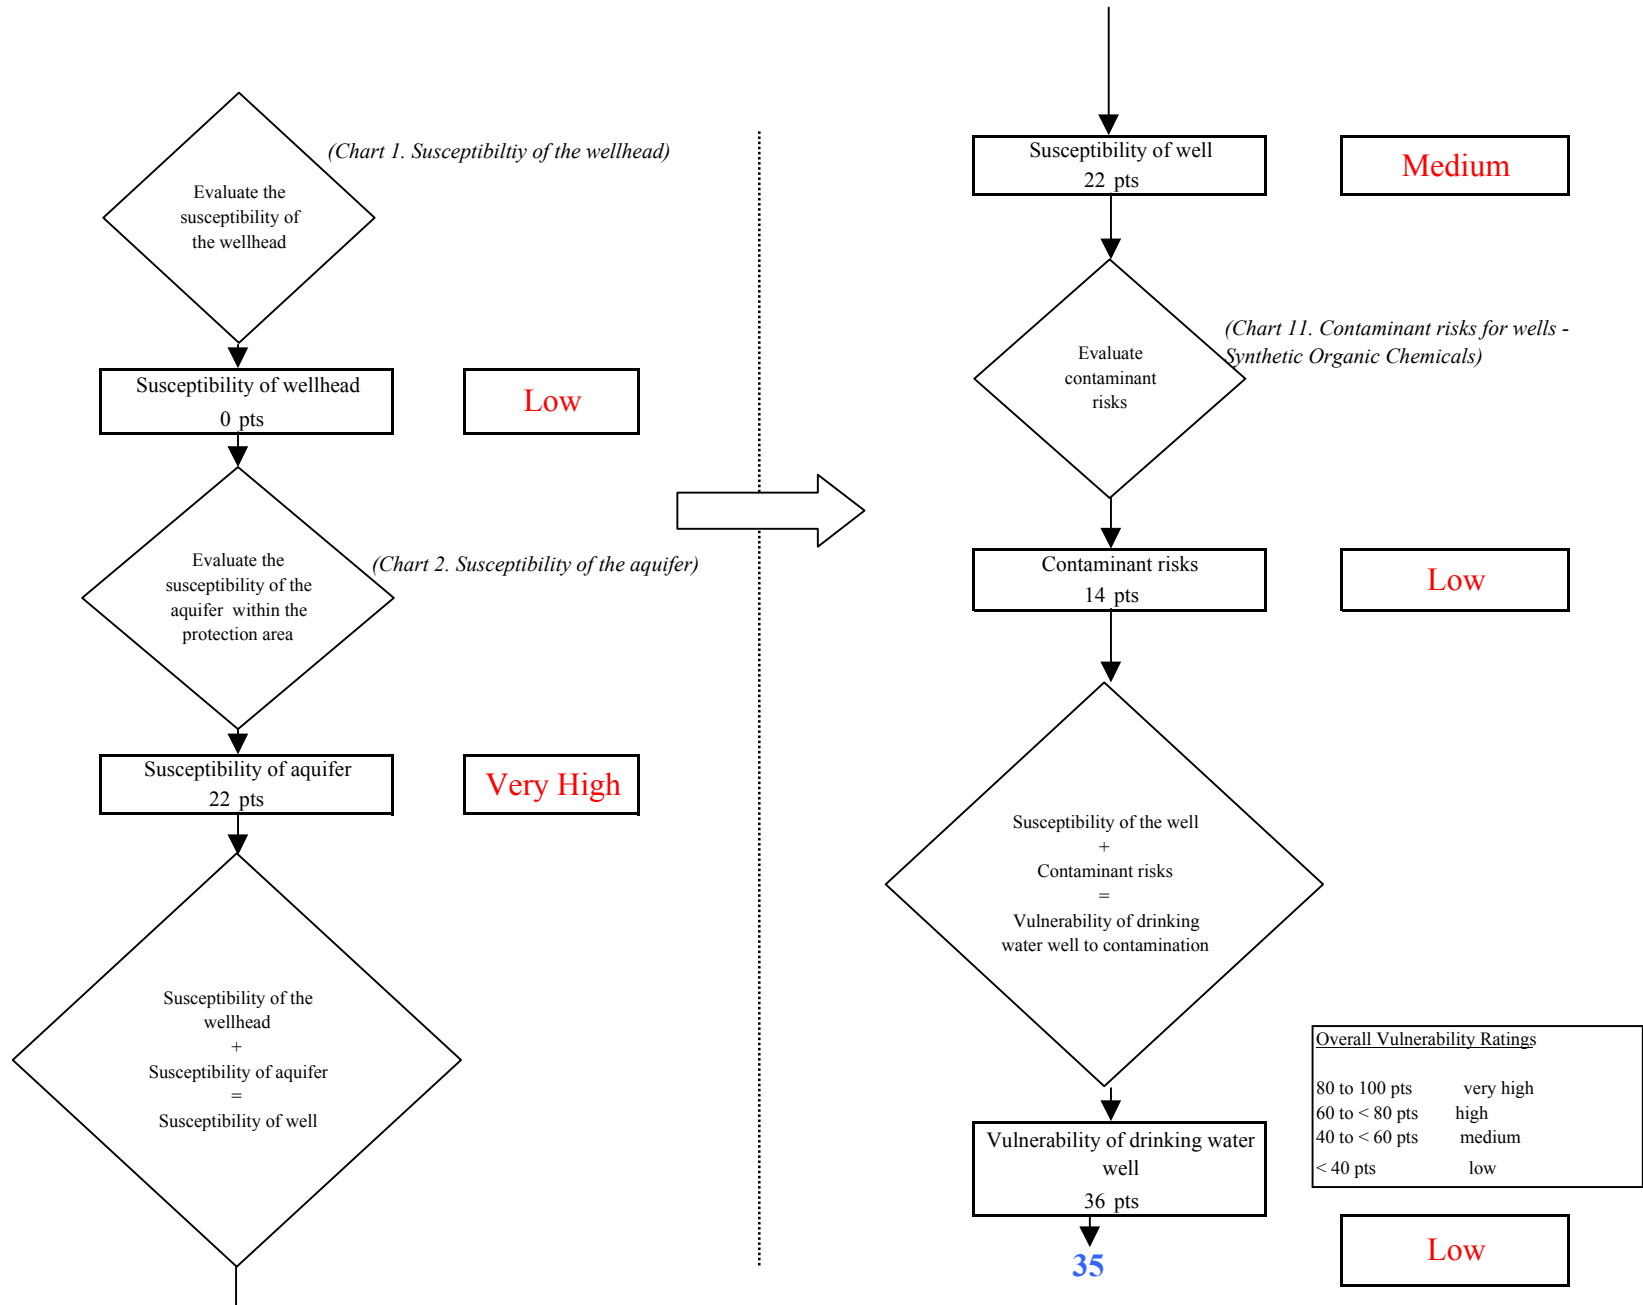 (Chart 1. Susceptibiltiy of the wellhead)
Evaluate the
susceptibility of
the wellhead
Susceptibility of wellhead
0 pts
Low
Evaluate the
susceptibility of the
aquifer within the
protection area
(Chart 2. Susceptibility of the aquifer)
Susceptibility of aquifer
22 pts
Very High
Susceptibility of the
wellhead
+
Susceptibility of aquifer
=
Susceptibility of well
Susceptibility of well
22 pts
Medium
(Chart 11. Contaminant risks for wells -
Synthetic Organic Chemicals)
Evaluate
contaminant
risks
Contaminant risks
14 pts
Low
Susceptibility of the well
+
Contaminant risks
=
Vulnerability of drinking
water well to contamination
Overall Vulnerability Ratings
80 to 100 pts very high
60 to < 80 pts high
40 to < 60 pts medium
< 40 pts low
Vulnerability of drinking water
well
36 pts
Low
35